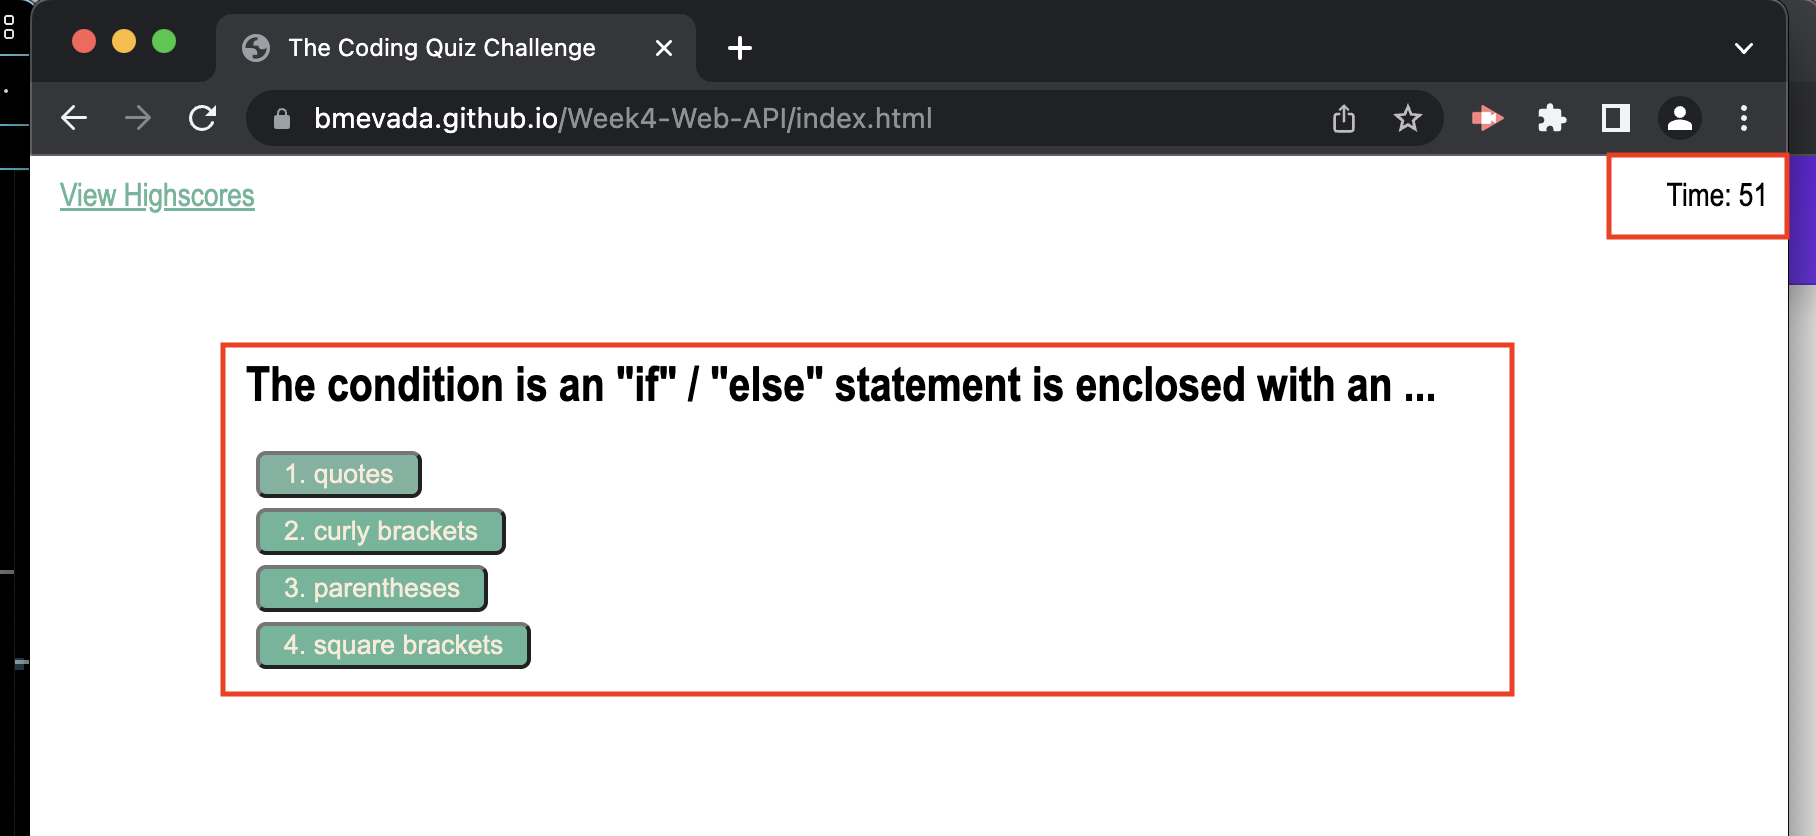 The Coding Quiz Challenge
bmevada.github.io/Week4-Web-API/index.html
View Highscores
Time: 51
The condition is an "if" / "else" statement is enclosed with an ...
1. quotes
2. curly brackets
3. parentheses
4. square brackets